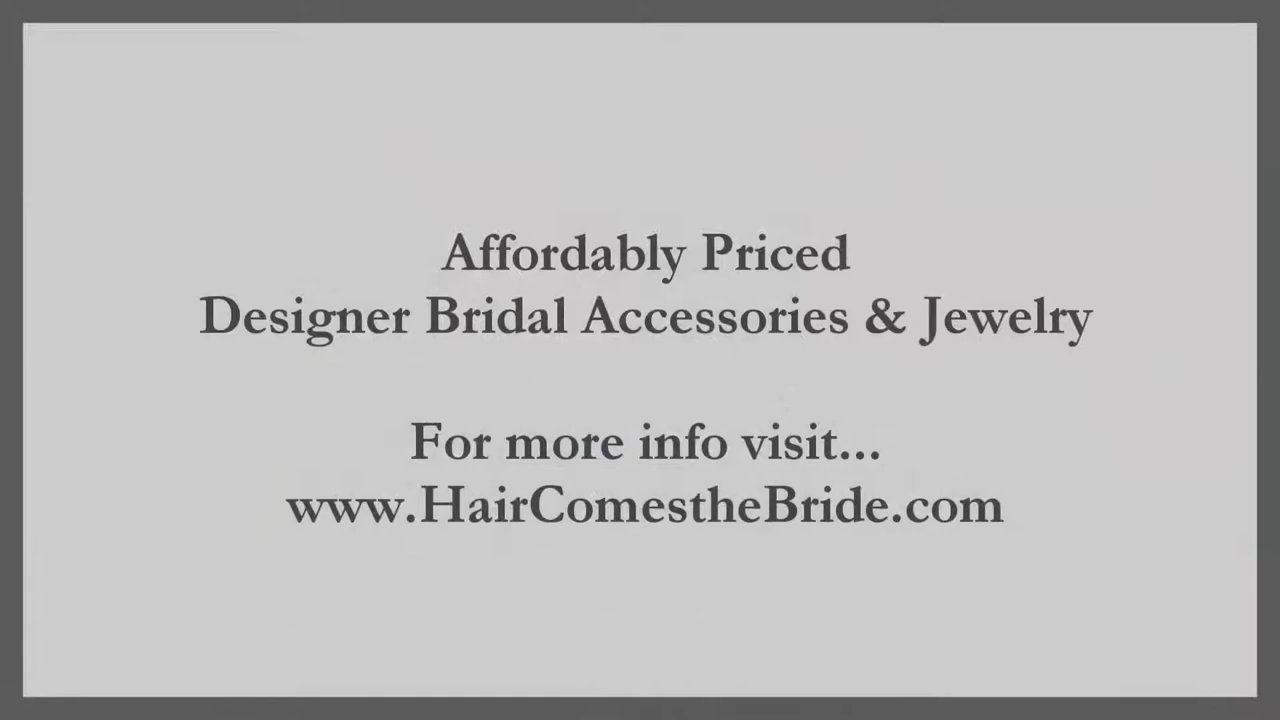 Affordably Priced
Designer Bridal Accessories & Jewelry
For more info visit...
www.HairComestheBride.com